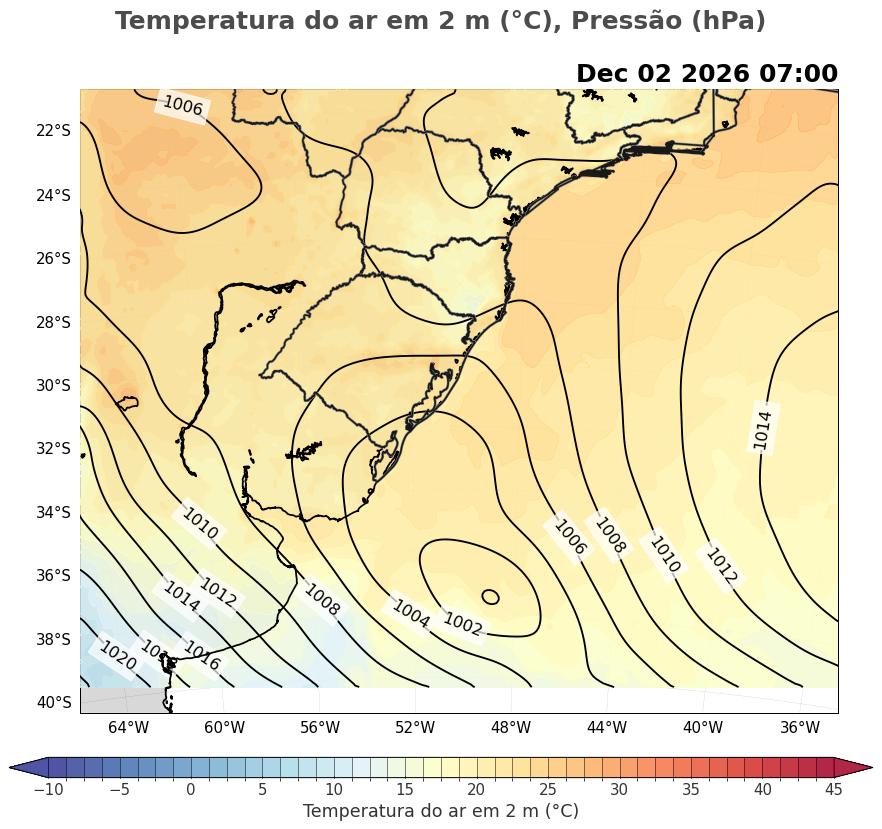 Temperatura do ar em 2 m (°C), Pressão (hPa)
Dec 02 2026 07:00
1006
22°S
24°S
26°S
28°S
30°S
32°S
34°S
36°S
38°S
40°S
1014
1010
1006
1008
1010
1012
1012
1014
1008
1004
1002
1020
1016
64°W
60°W
56°W
52°W
48°W
44°W
40°W
36°W
−10
−5
0
5
10
15
20
25
30
35
40
45
Temperatura do ar em 2 m (°C)